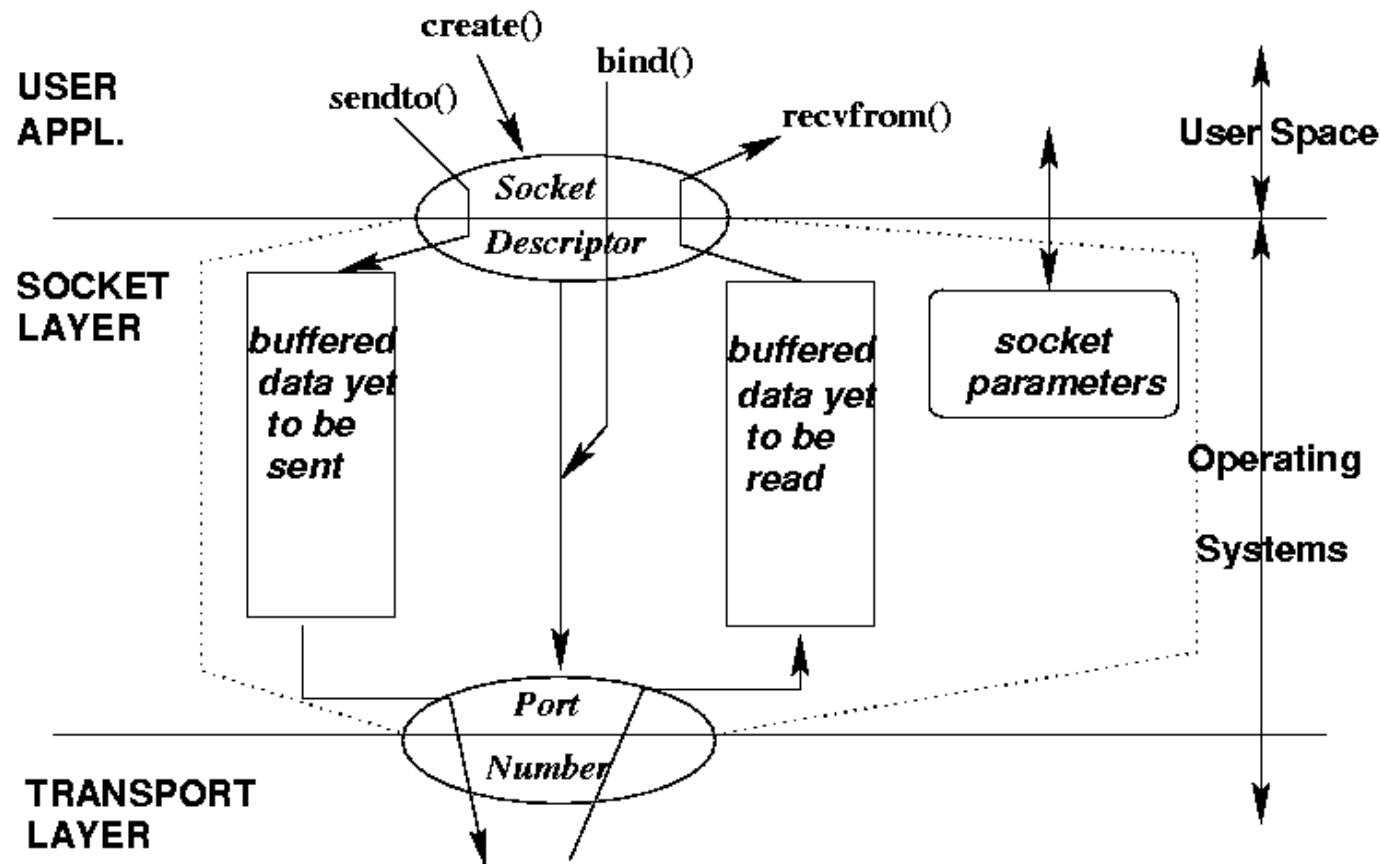 create()
bind()
USER
APPL.
sendto()
recvfrom()
User Space
Socket
Descriptor
SOCKET
LAYER
buffered
data yet
to be
sent
buffered
data yet
to be
read
socket
parameters
Operating
Systems
Port
Number
TRANSPORT
LAYER